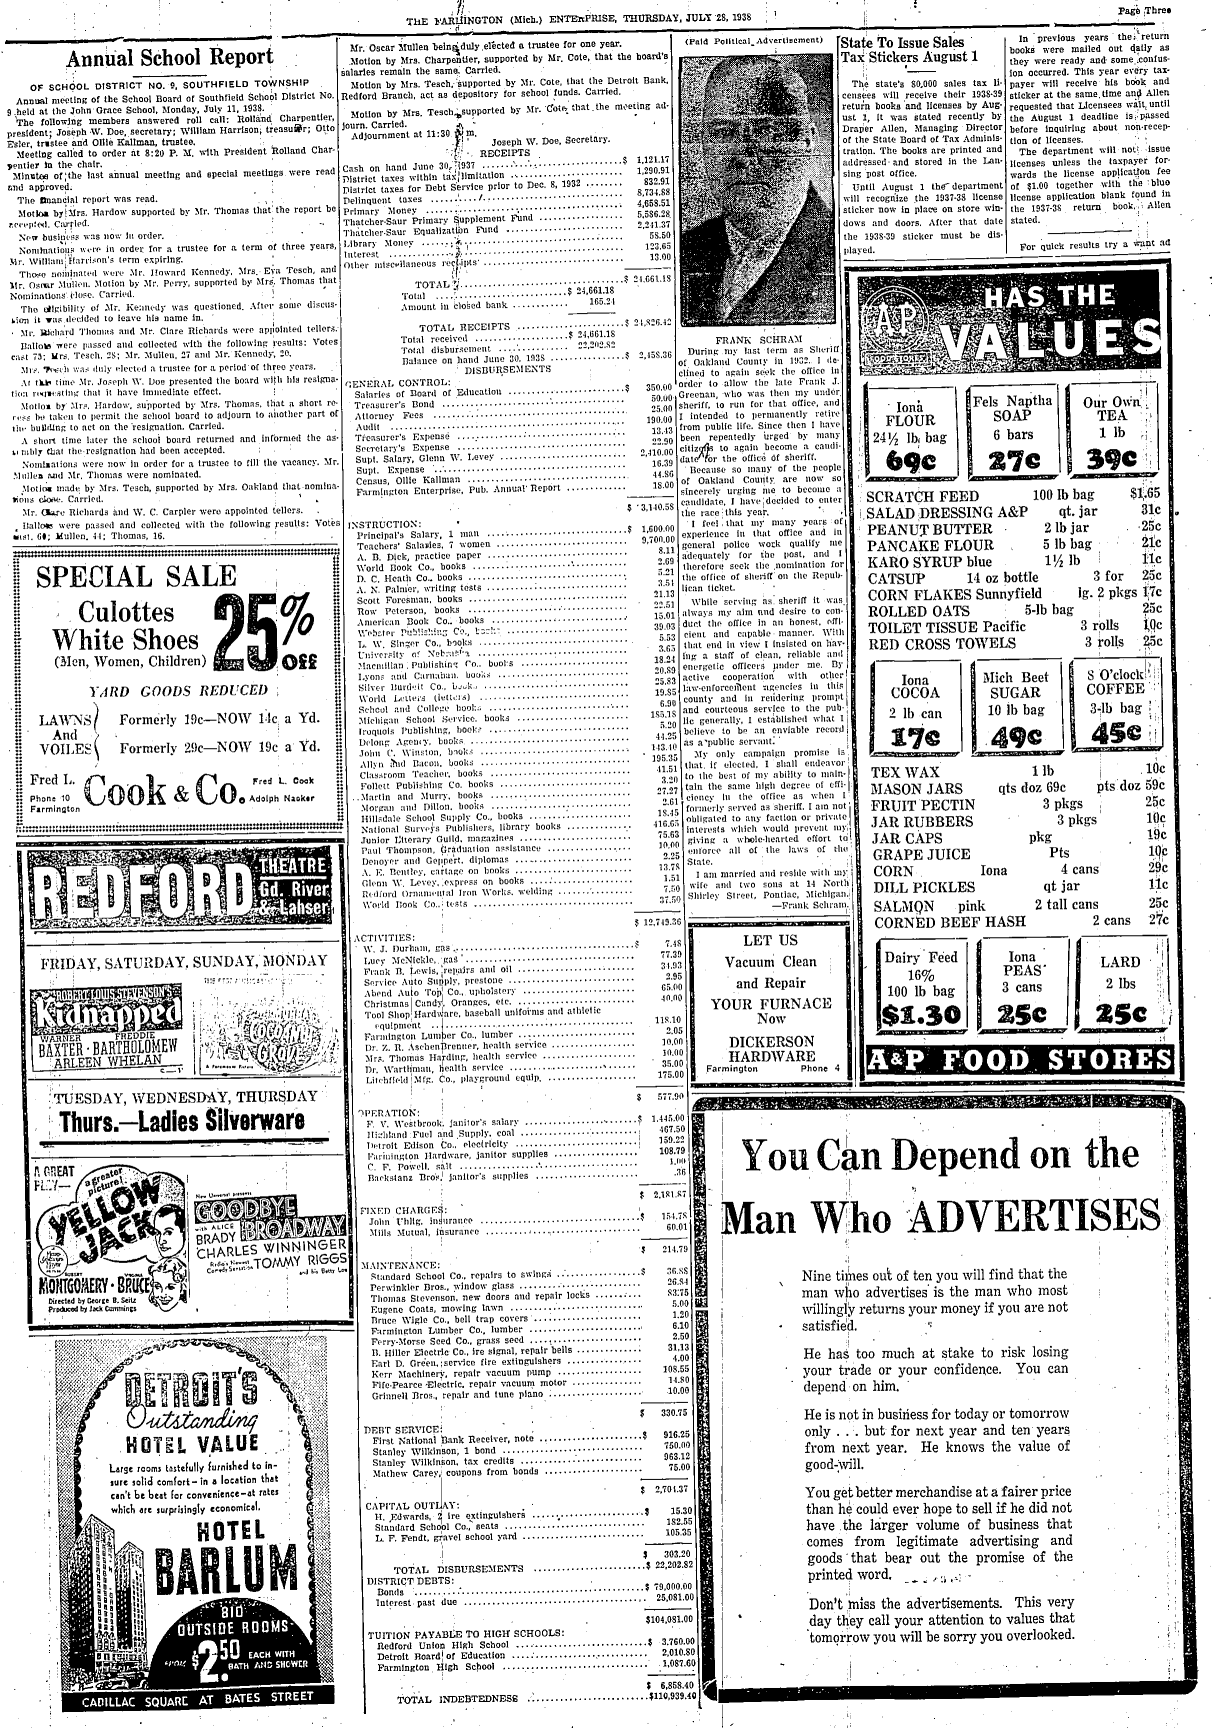 THE FARMINGTON (Mich.) ENTERPRISE, THURSDAY, JULY 28, 1938
Page Three
Annual School Report
OF SCHOOL DISTRICT NO. 9, SOUTHFIELD TOWNSHIP
Annual meeting of the School Board of Southfield School District No.
9 held at the John Grace School, Monday, July 11, 1938.
The following members answered roll call: Rolland Charpentier,
president; Joseph W. Doe, secretary; William Harrison, treasurer; Otto
Esler, trustee and Ollie Kallman, trustee.
Meeting called to order at 8:20 P. M. with President Rolland Char-
pentier in the chair.
Minutes of the last annual meeting and special meetings were read
and approved.
The financial report was read.
Motion by Mrs. Hardow supported by Mr. Thomas that the report be
accepted. Carried.
New business was now in order.
Nominations were in order for a trustee for a term of three years,
Mr. William Harrison's term expiring.
Those nominated were Mr. Howard Kennedy, Mrs. Eva Tesch, and
Mr. Oscar Mullen. Motion by Mr. Perry, supported by Mrs. Thomas that
Nominations close. Carried.
The eligibility of Mr. Kennedy was questioned. After some discus-
sion it was decided to leave his name in.
Mr. Richard Thomas and Mr. Clare Richards were appointed tellers.
Ballots were passed and collected with the following results: Votes
cast 73; Mrs. Tesch, 28; Mr. Mullen, 27 and Mr. Kennedy, 20.
Mrs. Tesch was duly elected a trustee for a period of three years.
At this time Mr. Joseph W. Doe presented the board with his resigna-
tion requesting that it have immediate effect.
Motion by Mrs. Hardow, supported by Mrs. Thomas, that a short re-
cess be taken to permit the school board to adjourn to another part of
the building to act on the resignation. Carried.
A short time later the school board returned and informed the as-
sembly that the resignation had been accepted.
Nominations were now in order for a trustee to fill the vacancy. Mr.
Mullen and Mr. Thomas were nominated.
Motion made by Mrs. Tesch, supported by Mrs. Oakland that nomina-
tions close. Carried.
Mr. Clare Richards and W. C. Carpler were appointed tellers.
Ballots were passed and collected with the following results: Votes
cast. 60; Mullen, 44; Thomas, 16.
SPECIAL SALE
Culottes
White Shoes
(Men, Women, Children)
25% Off
YARD GOODS REDUCED
LAWNS
And
VOILES
Formerly 19c—NOW 14c a Yd.
Formerly 29c—NOW 19c a Yd.
Fred L. Cook & Co. Fred L. Cook
Phone 10
Farmington
Adolph Nacker
REDFORD THEATRE
Gd. River
& Lahser
FRIDAY, SATURDAY, SUNDAY, MONDAY
ROBERT LOUIS STEVENSON'S
Kidnapped
WARNER FREDDIE
BAXTER · BARTHOLOMEW
ARLEEN WHELAN
COCOANUT
GROVE
TUESDAY, WEDNESDAY, THURSDAY
Thurs.—Ladies Silverware
A GREAT
PLAY—
a greater
picture!
YELLOW
JACK
MONTGOMERY · BRUCE
Directed by George B. Seitz
Produced by Jack Cummings
GOODBYE
BROADWAY
with ALICE
BRADY
CHARLES WINNINGER
TOMMY RIGGS
and his Betty Lou
DETROIT'S
Outstanding
HOTEL VALUE
Large rooms tastefully furnished to in-
sure solid comfort—in a location that
can't be beat for convenience—at rates
which are surprisingly economical.
HOTEL
BARLUM
810
OUTSIDE ROOMS
FROM $2.50 EACH WITH
BATH AND SHOWER
CADILLAC SQUARE AT BATES STREET
Mr. Oscar Mullen being duly elected a trustee for one year.
Motion by Mrs. Charpentier, supported by Mr. Cote, that the board's
salaries remain the same. Carried.
Motion by Mrs. Tesch, supported by Mr. Cote, that the Detroit Bank,
Redford Branch, act as depository for school funds. Carried.
Motion by Mrs. Tesch, supported by Mr. Cote, that the meeting ad-
journ. Carried.
Adjournment at 11:30 p. m.
Joseph W. Doe, Secretary.
RECEIPTS
Cash on hand June 30, 1937 $ 1,121.17
District taxes within tax limitation 1,290.91
District taxes for Debt Service prior to Dec. 8, 1932 832.91
Delinquent taxes 8,734.88
Primary Money 4,658.51
Thatcher-Saur Primary Supplement Fund 5,586.28
Thatcher-Saur Equalization Fund 2,241.37
Library Money 58.50
Interest 123.65
Other miscellaneous receipts 13.00
TOTAL $ 24,661.18
Total $ 24,661.18
Amount in closed bank 165.24
TOTAL RECEIPTS $ 24,826.42
Total received $ 24,661.18
Total disbursement 22,202.82
Balance on hand June 30, 1938 $ 2,458.36
DISBURSEMENTS
GENERAL CONTROL:
Salaries of Board of Education $ 350.00
Treasurer's Bond 50.00
Attorney Fees 25.00
Audit 190.00
Treasurer's Expense 13.43
Secretary's Expense 22.90
Supt. Salary, Glenn W. Levey 2,410.00
Supt. Expense 16.39
Census, Ollie Kallman 44.86
Farmington Enterprise, Pub. Annual Report 18.00
$ 3,140.58
INSTRUCTION:
Principal's Salary, 1 man $ 1,600.00
Teachers' Salaries, 7 women 9,700.00
A. B. Dick, practice paper 8.11
World Book Co., books 2.69
D. C. Heath Co., books 5.21
A. N. Palmer, writing tests 3.51
Scott Foresman, books 21.13
Row Peterson, books 22.51
American Book Co., books 15.01
Webster Publishing Co., books 39.03
L. W. Singer Co., books 5.53
University of Nebraska 3.65
Macmillan Publishing Co., books 18.24
Lyons and Carnahan, books 20.89
Silver Burdett Co., books 25.83
World Letters (letters) 19.85
School and College books 6.90
Michigan School Service, books 185.18
Iroquois Publishing, books 5.20
Delong Agency, books 44.25
John C. Winston, books 143.10
Allyn and Bacon, books 195.35
Classroom Teacher, books 41.51
Follett Publishing Co., books 3.20
Martin and Murry, books 27.27
Morgan and Dillon, books 2.61
Hillsdale School Supply Co., books 18.45
National Surveys Publishers, library books 416.65
Junior Literary Guild, magazines 75.63
Paul Thompson, Graduation assistance 10.00
Denoyer and Geppert, diplomas 2.25
A. E. Bentley, cartage on books 13.78
Glenn W. Levey, express on books 1.51
Redford Ornamental Iron Works, welding 7.50
World Book Co., tests 37.50
$ 12,749.36
ACTIVITIES:
W. J. Durham, gas $ 7.48
Lucy McNickle, gas 77.39
Frank B. Lewis, repairs and oil 34.93
Service Auto Supply, prestone 2.95
Abend Auto Top Co., upholstery 65.00
Christmas Candy, Oranges, etc. 40.00
Tool Shop Hardware, baseball uniforms and athletic
equipment 118.10
Farmington Lumber Co., lumber 2.05
Dr. Z. R. Aschenbrenner, health service 10.00
Mrs. Thomas Harding, health service 10.00
Dr. Warthman, health service 35.00
Litchfield Mfg. Co., playground equip. 175.00
$ 577.90
OPERATION:
F. V. Westbrook, janitor's salary $ 1,445.00
Highland Fuel and Supply, coal 467.50
Detroit Edison Co., electricity 159.22
Farmington Hardware, janitor supplies 108.79
C. F. Powell, salt 1.00
Backstanz Bros., janitor's supplies .36
$ 2,181.87
FIXED CHARGES:
John Uhlig, insurance $ 154.78
Mills Mutual, insurance 60.01
$ 214.79
MAINTENANCE:
Standard School Co., repairs to swings $ 36.88
Perwinkler Bros., window glass 26.84
Thomas Stevenson, new doors and repair locks 83.75
Eugene Coats, mowing lawn 5.00
Bruce Wigle Co., bell trap covers 1.20
Farmington Lumber Co., lumber 6.10
Ferry-Morse Seed Co., grass seed 2.50
B. Hiller Electric Co., fire signal, repair bells 31.13
Earl D. Green, service fire extinguishers 4.00
Kerr Machinery, repair vacuum pump 108.55
Fife-Pearce Electric, repair vacuum motor 14.80
Grinnell Bros., repair and tune piano 10.00
$ 330.75
DEBT SERVICE:
First National Bank Receiver, note $ 916.25
Stanley Wilkinson, 1 bond 750.00
Stanley Wilkinson, tax credits 963.12
Mathew Carey, coupons from bonds 75.00
$ 2,704.37
CAPITAL OUTLAY:
H. Edwards, 2 fire extinguishers $ 15.30
Standard School Co., seats 182.55
L. F. Fendt, gravel school yard 105.35
$ 303.20
TOTAL DISBURSEMENTS $ 22,202.82
DISTRICT DEBTS:
Bonds $ 79,000.00
Interest past due 25,081.00
$104,081.00
TUITION PAYABLE TO HIGH SCHOOLS:
Redford Union High School $ 3,760.00
Detroit Board of Education 2,010.80
Farmington High School 1,087.60
$ 6,858.40
TOTAL INDEBTEDNESS $110,939.40
(Paid Political Advertisement)
FRANK SCHRAM
During my last term as Sheriff
of Oakland County in 1932, I de-
clined to again seek the office in
order to allow the late Frank J.
Greenan, who was then my under
sheriff, to run for that office, and
I intended to permanently retire
from public life. Since then I have
been repeatedly urged by many
citizens to again become a candi-
date for the office of sheriff.
Because so many of the people
of Oakland County are now so
sincerely urging me to become a
candidate, I have decided to enter
the race this year.
I feel that my many years of
experience in that office and in
general police work qualify me
adequately for the post, and I
therefore seek the nomination for
the office of sheriff on the Repub-
lican ticket.
While serving as sheriff it was
always my aim und desire to con-
duct the office in an honest, effi-
cient and capable manner. With
that end in view I insisted on hav-
ing a staff of clean, reliable and
energetic officers under me. By
active cooperation with other
law-enforcement agencies in this
county and in rendering prompt
and courteous service to the pub-
lic generally, I established what I
believe to be an enviable record
as a public servant.
My only campaign promise is
that, if elected, I shall endeavor
to the best of my ability to main-
tain the same high degree of effi-
ciency in the office as when I
formerly served as sheriff. I am not
obligated to any faction or private
interests which would prevent my
giving a whole-hearted effort to
enforce all of the laws of the
State.
I am married and reside with my
wife and two sons at 14 North
Shirley Street, Pontiac, Michigan.
—Frank Schram.
LET US
Vacuum Clean
and Repair
YOUR FURNACE
Now
DICKERSON
HARDWARE
Farmington Phone 4
State To Issue Sales
Tax Stickers August 1
The state's 80,000 sales tax li-
censees will receive their 1938-39
return books and licenses by Aug-
ust 1, it was stated recently by
Draper Allen, Managing Director
of the State Board of Tax Adminis-
tration. The books are printed and
addressed and stored in the Lan-
sing post office.
Until August 1 the department
will recognize the 1937-38 license
sticker now in place on store win-
dows and doors. After that date
the 1938-39 sticker must be dis-
played.
In previous years the return
books were mailed out daily as
they were ready and some confus-
ion occurred. This year every tax-
payer will receive his book and
sticker at the same time and Allen
requested that Licensees wait until
the August 1 deadline is passed
before inquiring about non-recep-
tion of licenses.
The department will not issue
licenses unless the taxpayer for-
wards the license application fee
of $1.00 together with the blue
license application blank found in
the 1937-38 return book, Allen
stated.
For quick results try a want ad
A&P
FOOD STORES
HAS THE
VALUES
Iona
FLOUR
24½ lb. bag
69c
Fels Naptha
SOAP
6 bars
27c
Our Own
TEA
1 lb
39c
SCRATCH FEED 100 lb bag $1.65
SALAD DRESSING A&P qt. jar 31c
PEANUT BUTTER 2 lb jar 25c
PANCAKE FLOUR 5 lb bag 21c
KARO SYRUP blue 1½ lb 11c
CATSUP 14 oz bottle 3 for 25c
CORN FLAKES Sunnyfield lg. 2 pkgs 17c
ROLLED OATS 5-lb bag 25c
TOILET TISSUE Pacific 3 rolls 10c
RED CROSS TOWELS 3 rolls 25c
Iona
COCOA
2 lb can
17c
Mich Beet
SUGAR
10 lb bag
49c
8 O'clock
COFFEE
3-lb bag
45c
TEX WAX 1 lb 10c
MASON JARS qts doz 69c pts doz 59c
FRUIT PECTIN 3 pkgs 25c
JAR RUBBERS 3 pkgs 10c
JAR CAPS pkg 19c
GRAPE JUICE Pts 10c
CORN Iona 4 cans 29c
DILL PICKLES qt jar 11c
SALMON pink 2 tall cans 25c
CORNED BEEF HASH 2 cans 27c
Dairy Feed
16%
100 lb bag
$1.30
Iona
PEAS
3 cans
25c
LARD
2 lbs
25c
A&P FOOD STORES
You Can Depend on the
Man Who ADVERTISES
Nine times out of ten you will find that the
man who advertises is the man who most
willingly returns your money if you are not
satisfied.
He has too much at stake to risk losing
your trade or your confidence. You can
depend on him.
He is not in business for today or tomorrow
only . . . but for next year and ten years
from next year. He knows the value of
good-will.
You get better merchandise at a fairer price
than he could ever hope to sell if he did not
have the larger volume of business that
comes from legitimate advertising and
goods that bear out the promise of the
printed word.
Don't miss the advertisements. This very
day they call your attention to values that
tomorrow you will be sorry you overlooked.